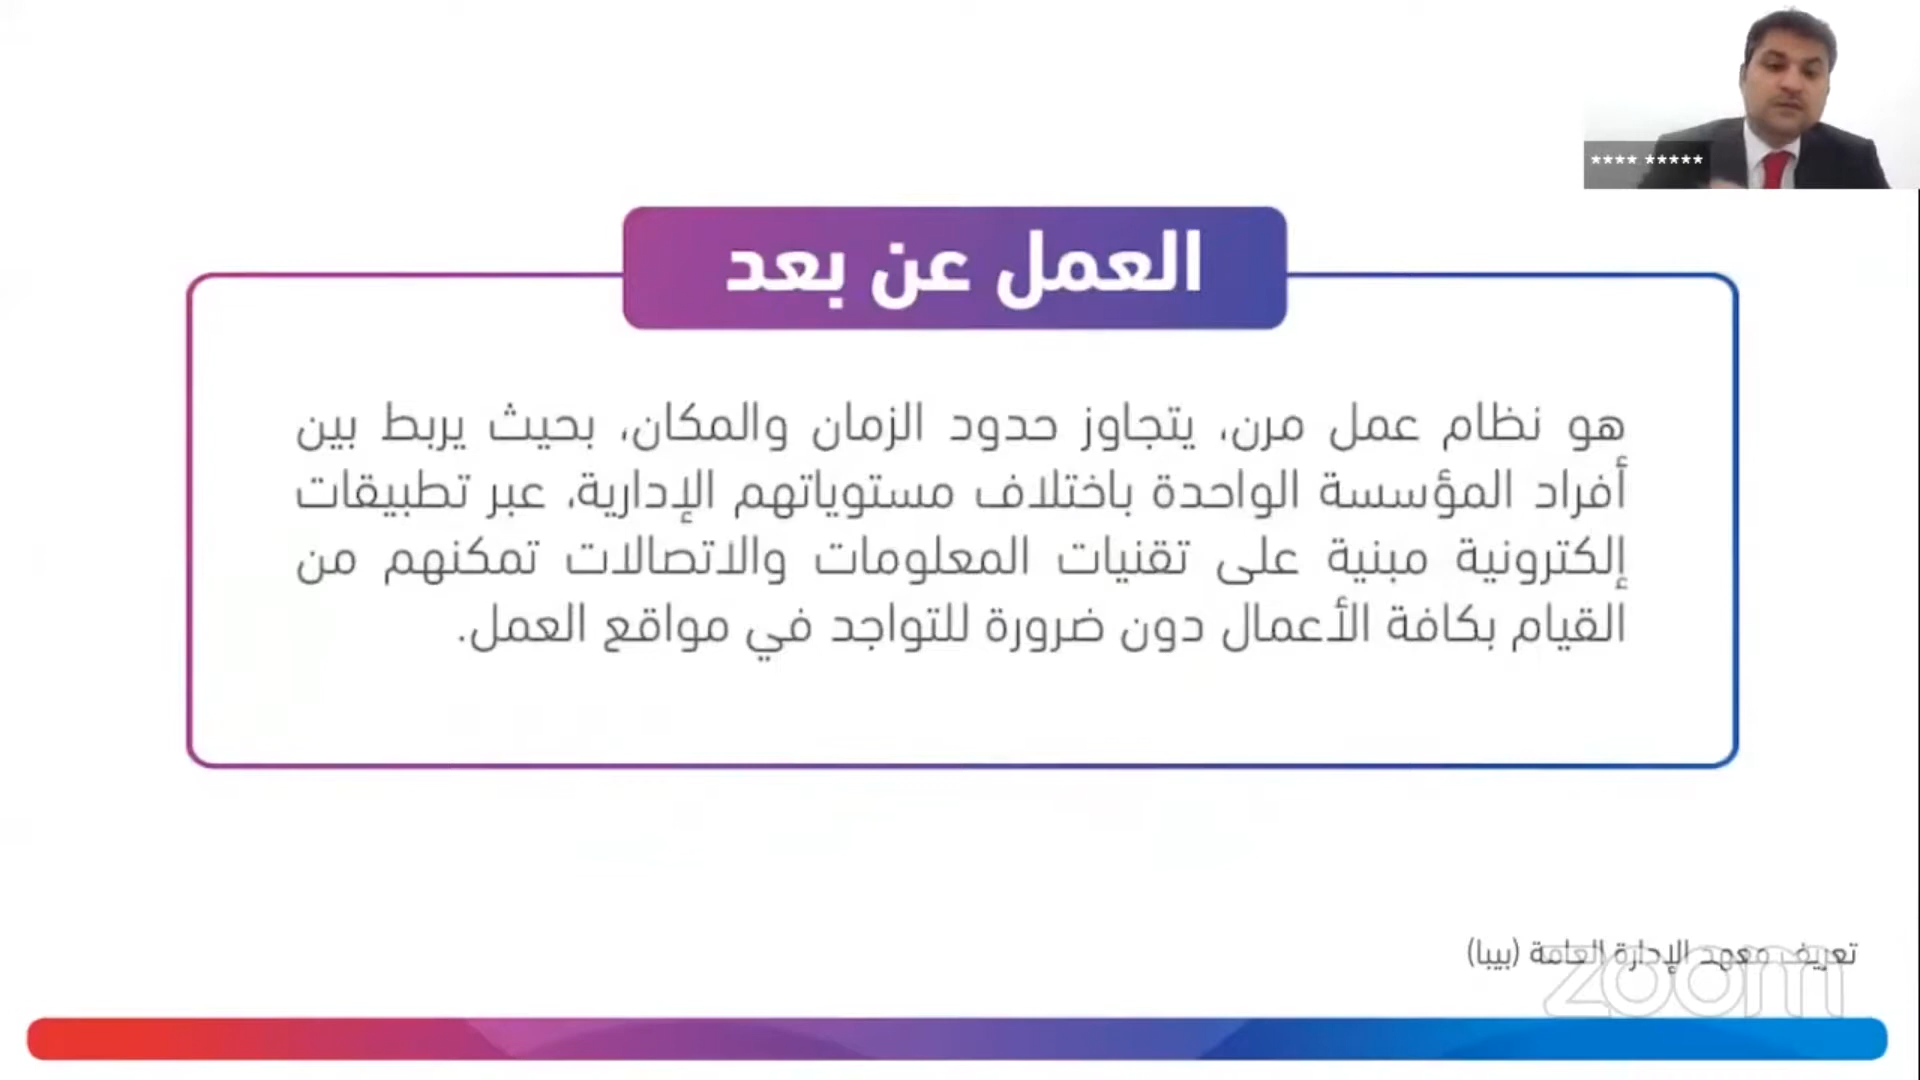 **** *****
العمل عن بعد
هو نظام عمل مرن، يتجاوز حدود الزمان والمكان، بحيث يربط بين
أفراد المؤسسة الواحدة باختلاف مستوياتهم الإدارية، عبر تطبيقات
إلكترونية مبنية على تقنيات المعلومات والاتصالات تمكنهم من
القيام بكافة الأعمال دون ضرورة للتواجد في مواقع العمل.
تعريف معهد الإدارة العامة (بيبا)
zoom